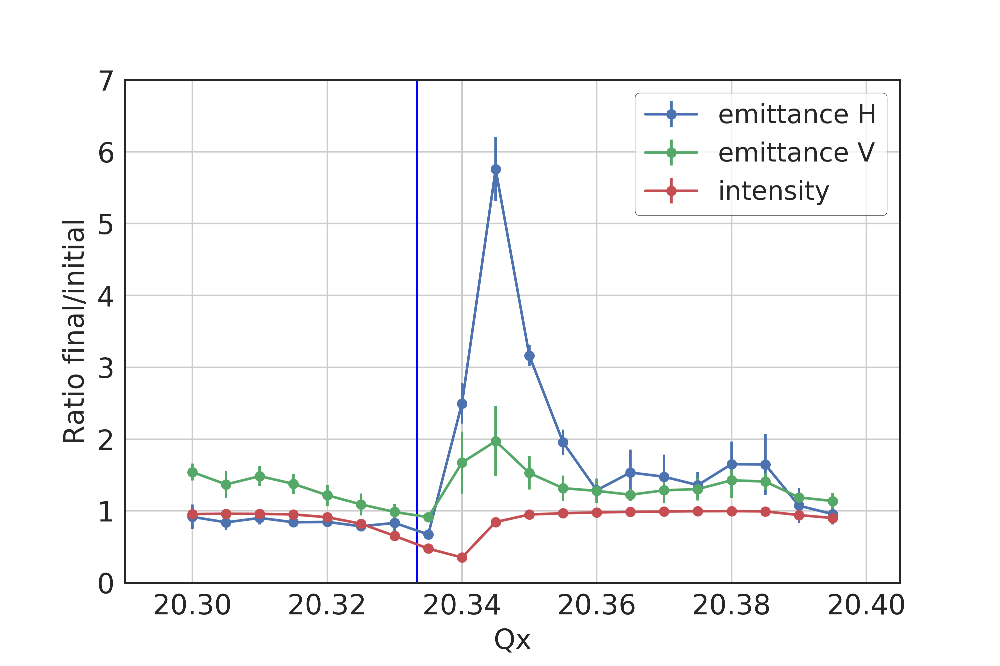 7
6
5
4
3
2
1
0
Ratio final/initial
emittance H
emittance V
intensity
20.30 20.32 20.34 20.36 20.38 20.40
Qx